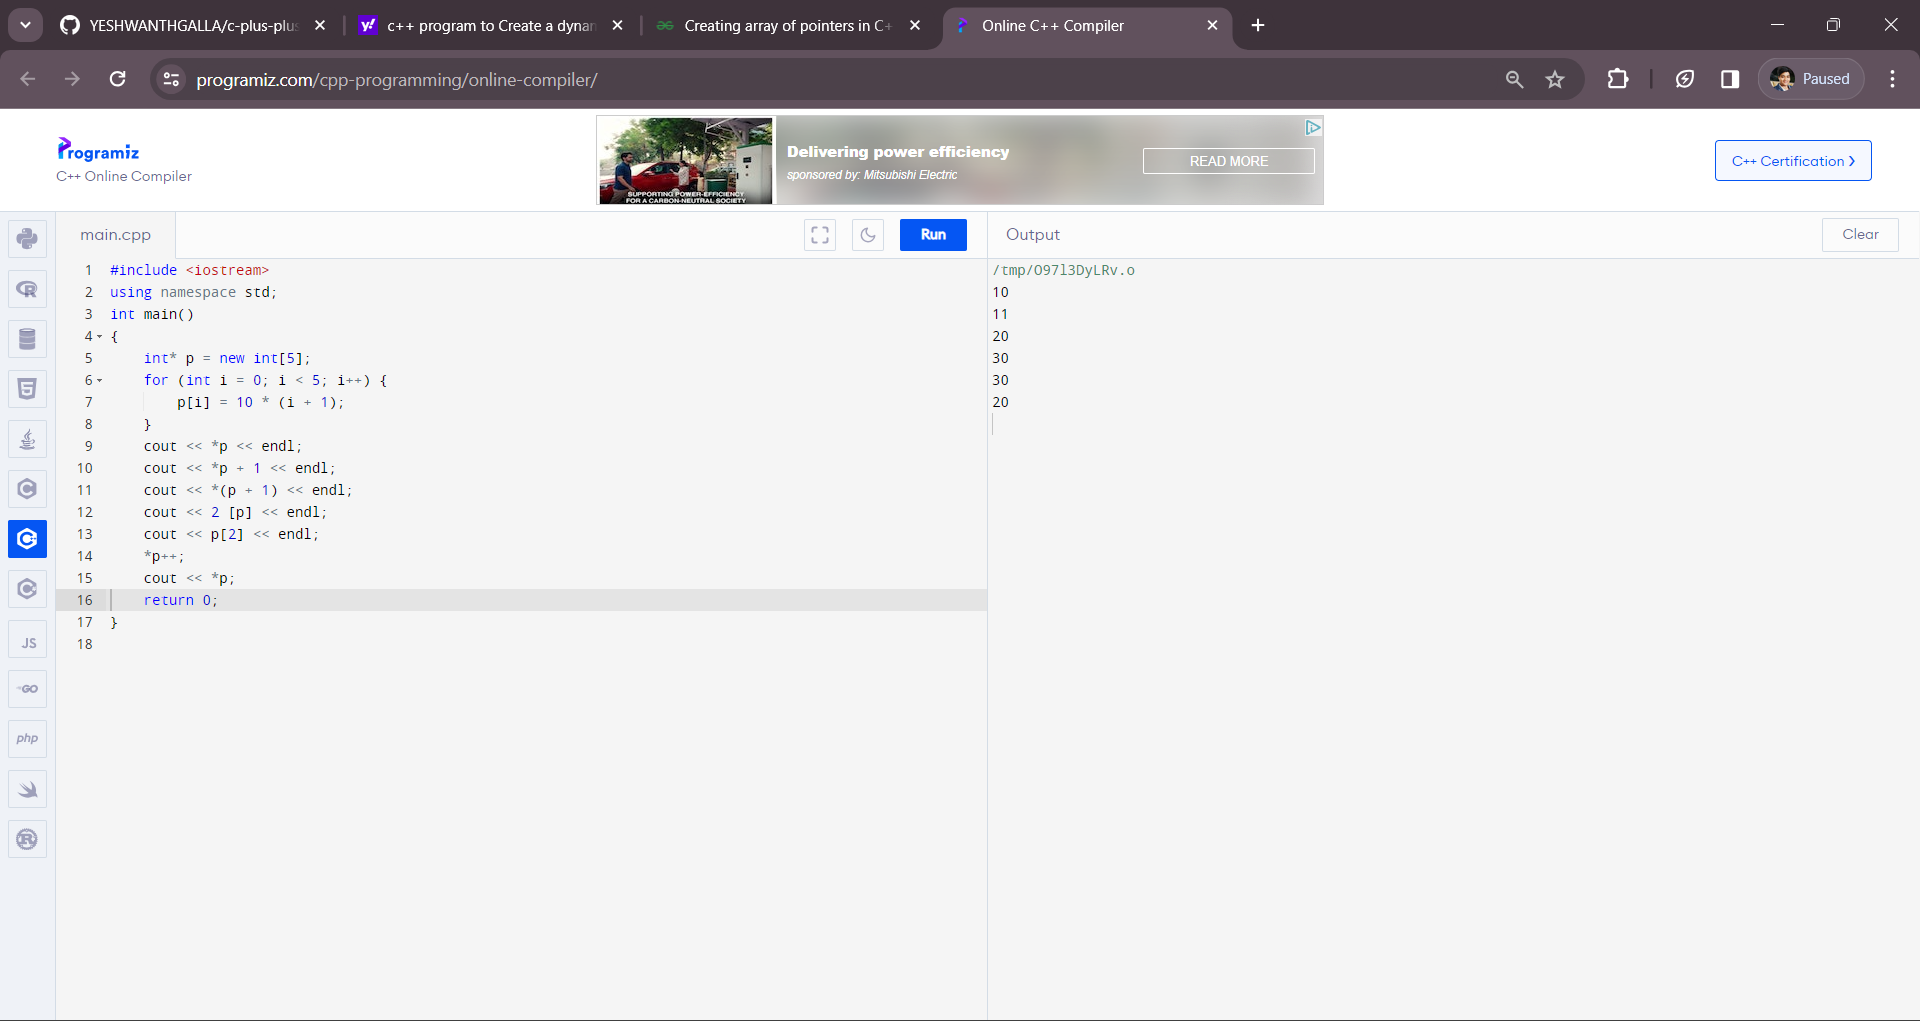 YESHWANTHGALLA/c-plus-plus
c++ program to Create a dynan
Creating array of pointers in C+
Online C++ Compiler
programiz.com/cpp-programming/online-compiler/
Paused
Programiz
C++ Online Compiler
SUPPORTING POWER-EFFICIENCY
FOR A CARBON-NEUTRAL SOCIETY
Delivering power efficiency
sponsored by: Mitsubishi Electric
READ MORE
C++ Certification >
main.cpp
Run
Output
Clear
1 #include <iostream>
2 using namespace std;
3 int main()
4 {
5 int* p = new int[5];
6 for (int i = 0; i < 5; i++) {
7 p[i] = 10 * (i + 1);
8 }
9 cout << *p << endl;
10 cout << *p + 1 << endl;
11 cout << *(p + 1) << endl;
12 cout << 2 [p] << endl;
13 cout << p[2] << endl;
14 *p++;
15 cout << *p;
16 return 0;
17 }
18
/tmp/O97l3DyLRv.o
10
11
20
30
30
20
JS
GO
php